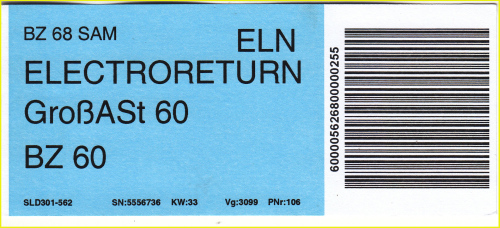 BZ 68 SAM
ELN
ELECTRORETURN
GroßASt 60
BZ 60
SLD301-562 SN:5556736 KW:33 Vg:3099 PNr:106
6000056268000000255